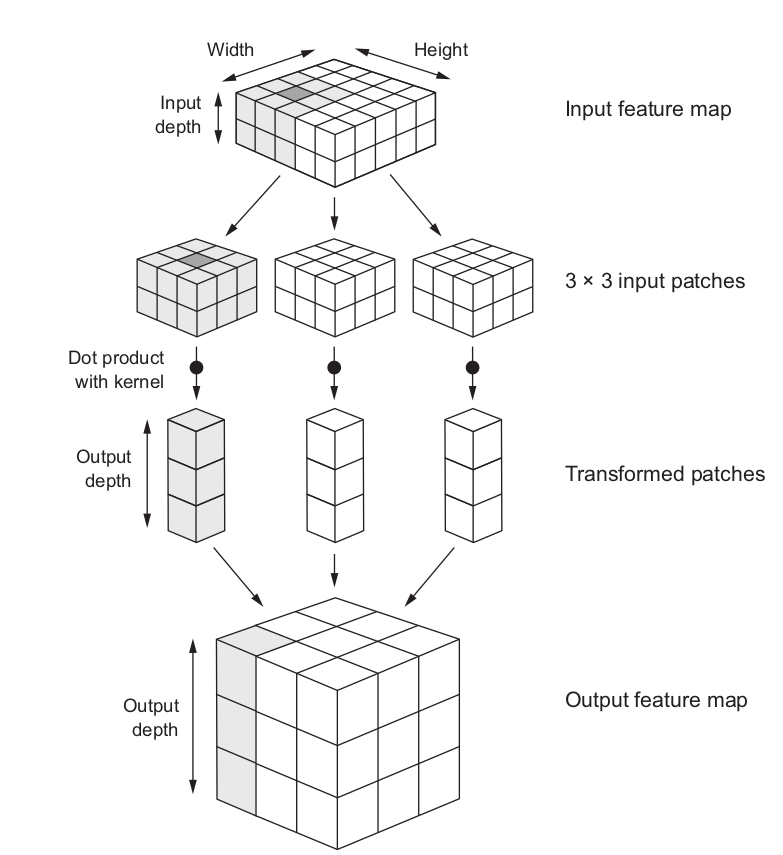 Width
Height
Input
depth
Input feature map
3 × 3 input patches
Dot product
with kernel
Output
depth
Transformed patches
Output
depth
Output feature map